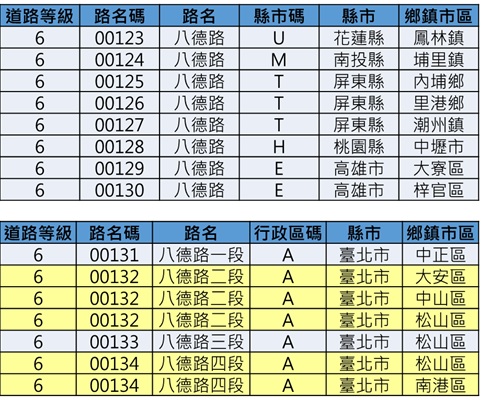 道路等級 路名碼 路名 縣市碼 縣市 鄉鎮市區
6 00123 八德路 U 花蓮縣 鳳林鎮
6 00124 八德路 M 南投縣 埔里鎮
6 00125 八德路 T 屏東縣 內埔鄉
6 00126 八德路 T 屏東縣 里港鄉
6 00127 八德路 T 屏東縣 潮州鎮
6 00128 八德路 H 桃園縣 中壢市
6 00129 八德路 E 高雄市 大寮區
6 00130 八德路 E 高雄市 梓官區
道路等級 路名碼 路名 行政區碼 縣市 鄉鎮市區
6 00131 八德路一段 A 臺北市 中正區
6 00132 八德路二段 A 臺北市 大安區
6 00132 八德路二段 A 臺北市 中山區
6 00132 八德路二段 A 臺北市 松山區
6 00133 八德路三段 A 臺北市 松山區
6 00134 八德路四段 A 臺北市 松山區
6 00134 八德路四段 A 臺北市 南港區